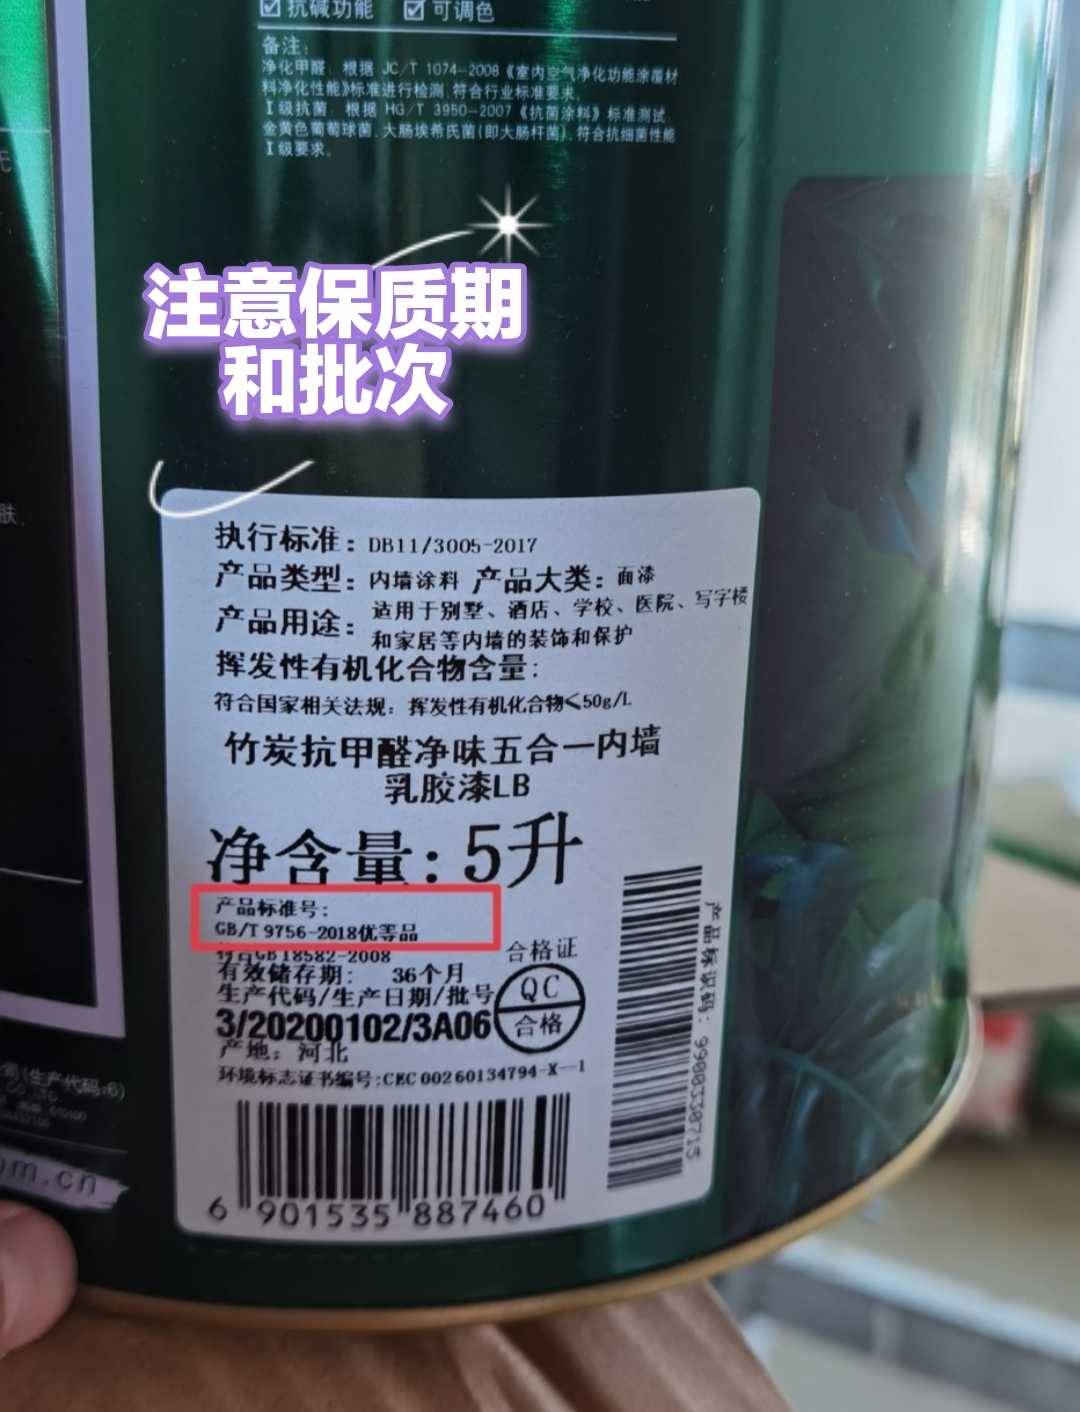 抗碱功能 可调色
备注:
净化甲醛: 根据 JC/T 1074-2008《室内空气净化功能涂覆材
料净化性能》标准进行检测,符合行业标准要求。
I级抗菌: 根据 HG/T 3950-2007《抗菌涂料》标准测试,
金黄色葡萄球菌、大肠埃希氏菌(即大肠杆菌),符合抗细菌性能
I级要求。
无
注意保质期
和批次
肤,
执行标准: DB11/3005-2017
产品类型: 内墙涂料 产品大类: 面漆
产品用途: 适用于别墅、酒店、学校、医院、写字楼
和家居等内墙的装饰和保护
挥发性有机化合物含量:
符合国家相关法规: 挥发性有机化合物≤50g/L
竹炭抗甲醛净味五合一内墙
乳胶漆LB
净含量: 5升
产品标准号:
GB/T 9756-2018优等品
符合GB 18582-2008
有效储存期: 36个月
生产代码/生产日期/批号
3/20200102/3A06
产地: 河北
环境标志证书编号:CEC00260134794-X-1
合格证
QC
合格
6 901535 887460
产品标识码: 99003330715
(生产代码:6)
om.cn